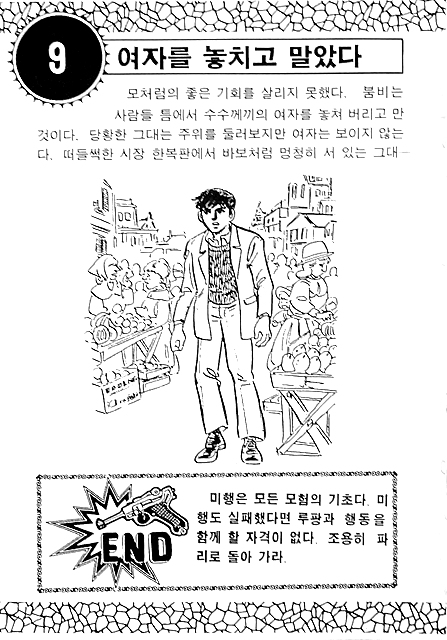 9
여자를 놓치고 말았다
모처럼의 좋은 기회를 살리지 못했다. 붐비는
사람들 틈에서 수수께끼의 여자를 놓쳐 버리고 만
것이다. 당황한 그대는 주위를 둘러보지만 여자는 보이지 않는
다. 떠들썩한 시장 한복판에서 바보처럼 멍청히 서 있는 그대—
END
미행은 모든 모험의 기초다. 미
행도 실패했다면 루팡과 행동을
함께 할 자격이 없다. 조용히 파
리로 돌아 가라.